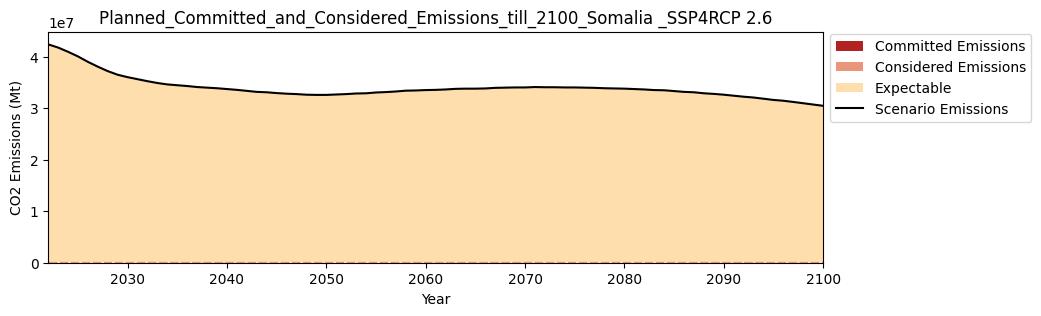 Planned_Committed_and_Considered_Emissions_till_2100_Somalia _SSP4RCP 2.6
1e7
CO2 Emissions (Mt)
4
3
2
1
0
2030 2040 2050 2060 2070 2080 2090 2100
Year
Committed Emissions
Considered Emissions
Expectable
Scenario Emissions